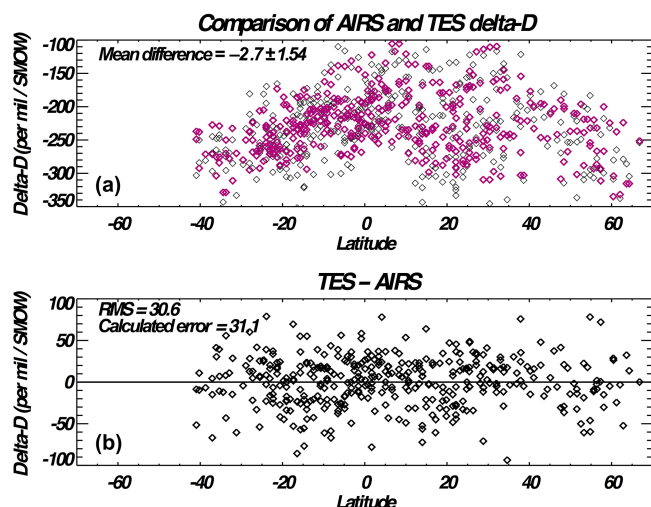 Comparison of AIRS and TES delta-D
Mean difference = −2.7 ± 1.54
-100
-150
-200
-250
-300
-350
Delta-D (per mil / SMOW)
(a)
-60 -40 -20 0 20 40 60
Latitude
TES – AIRS
RMS = 30.6
Calculated error = 31.1
100
50
0
-50
-100
Delta-D (per mil / SMOW)
(b)
-60 -40 -20 0 20 40 60
Latitude